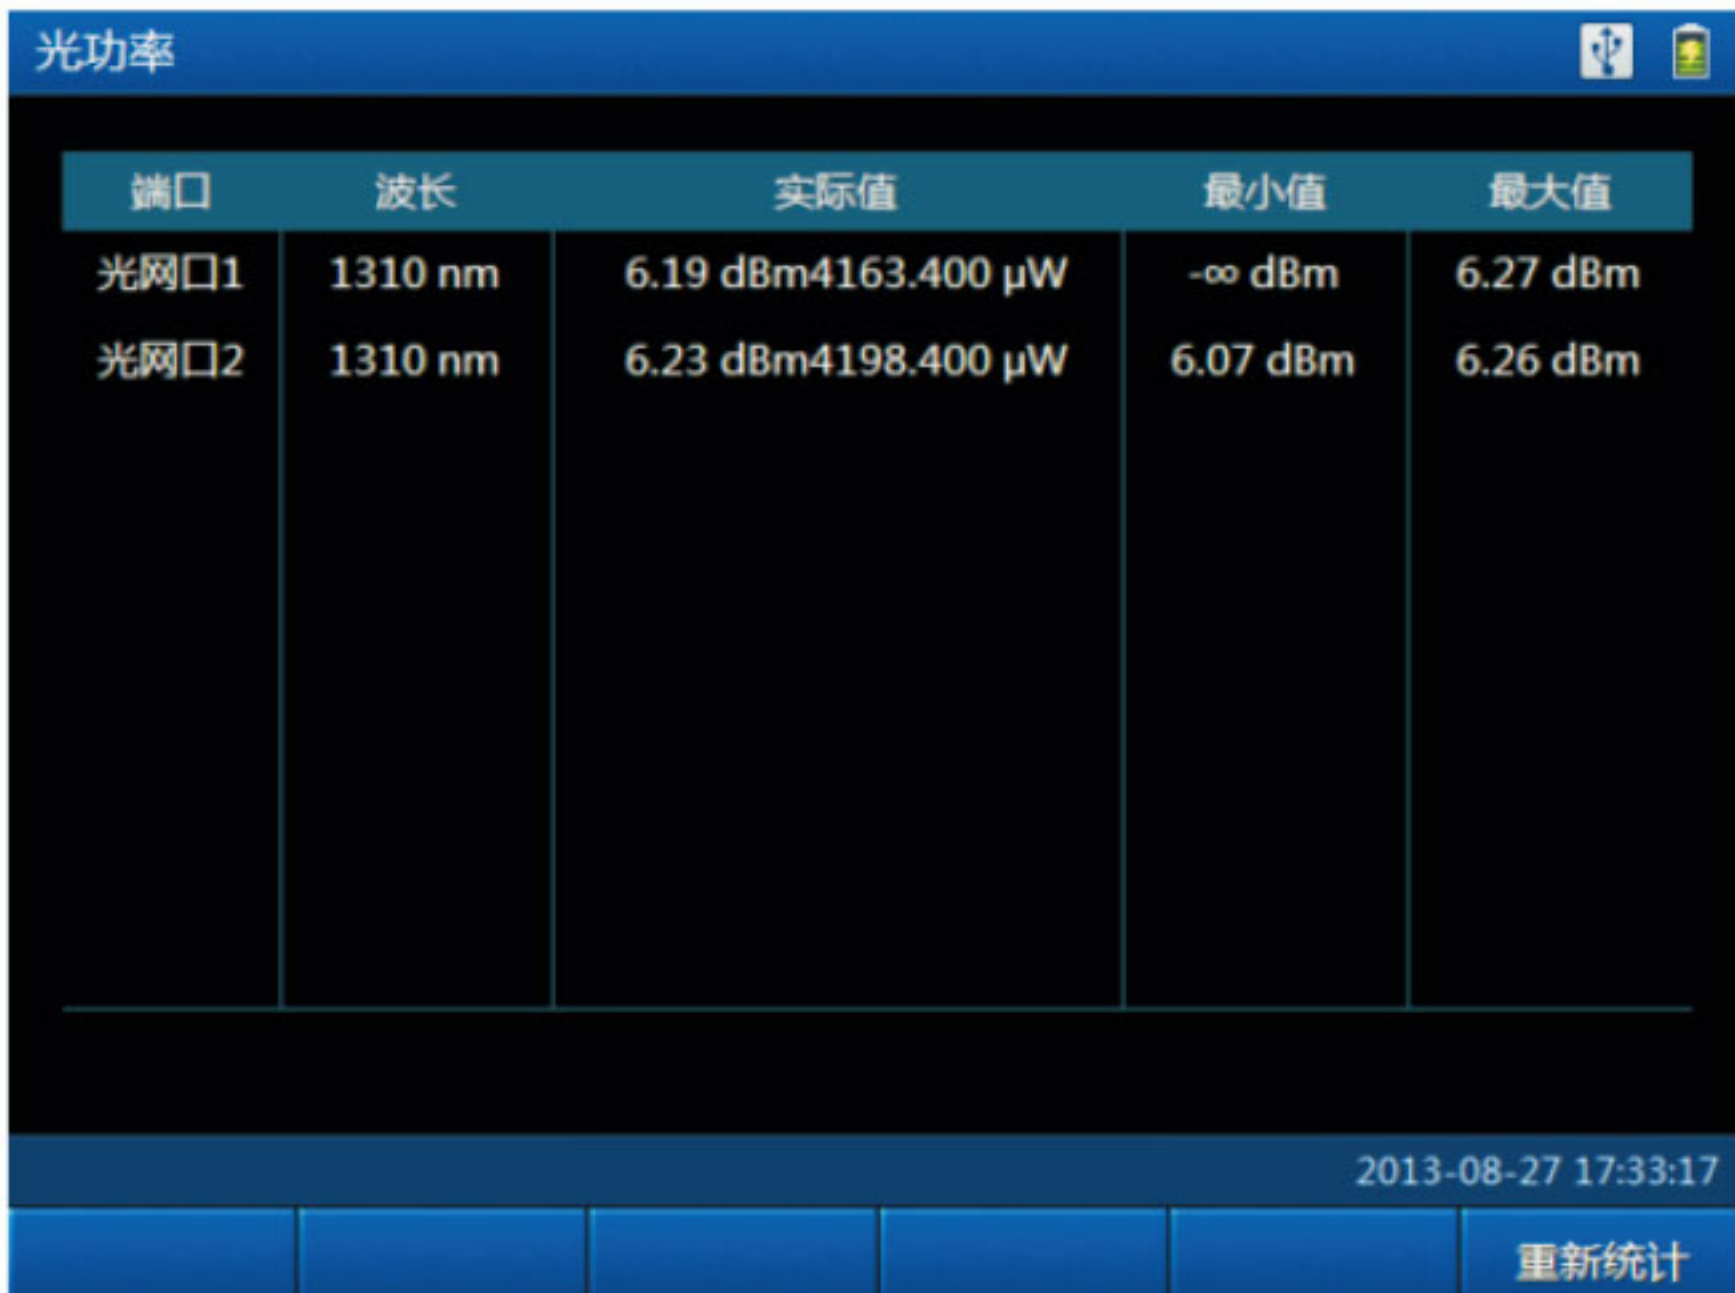 光功率
端口 波长 实际值 最小值 最大值
光网口1 1310 nm 6.19 dBm4163.400 μW -∞ dBm 6.27 dBm
光网口2 1310 nm 6.23 dBm4198.400 μW 6.07 dBm 6.26 dBm
2013-08-27 17:33:17
重新统计